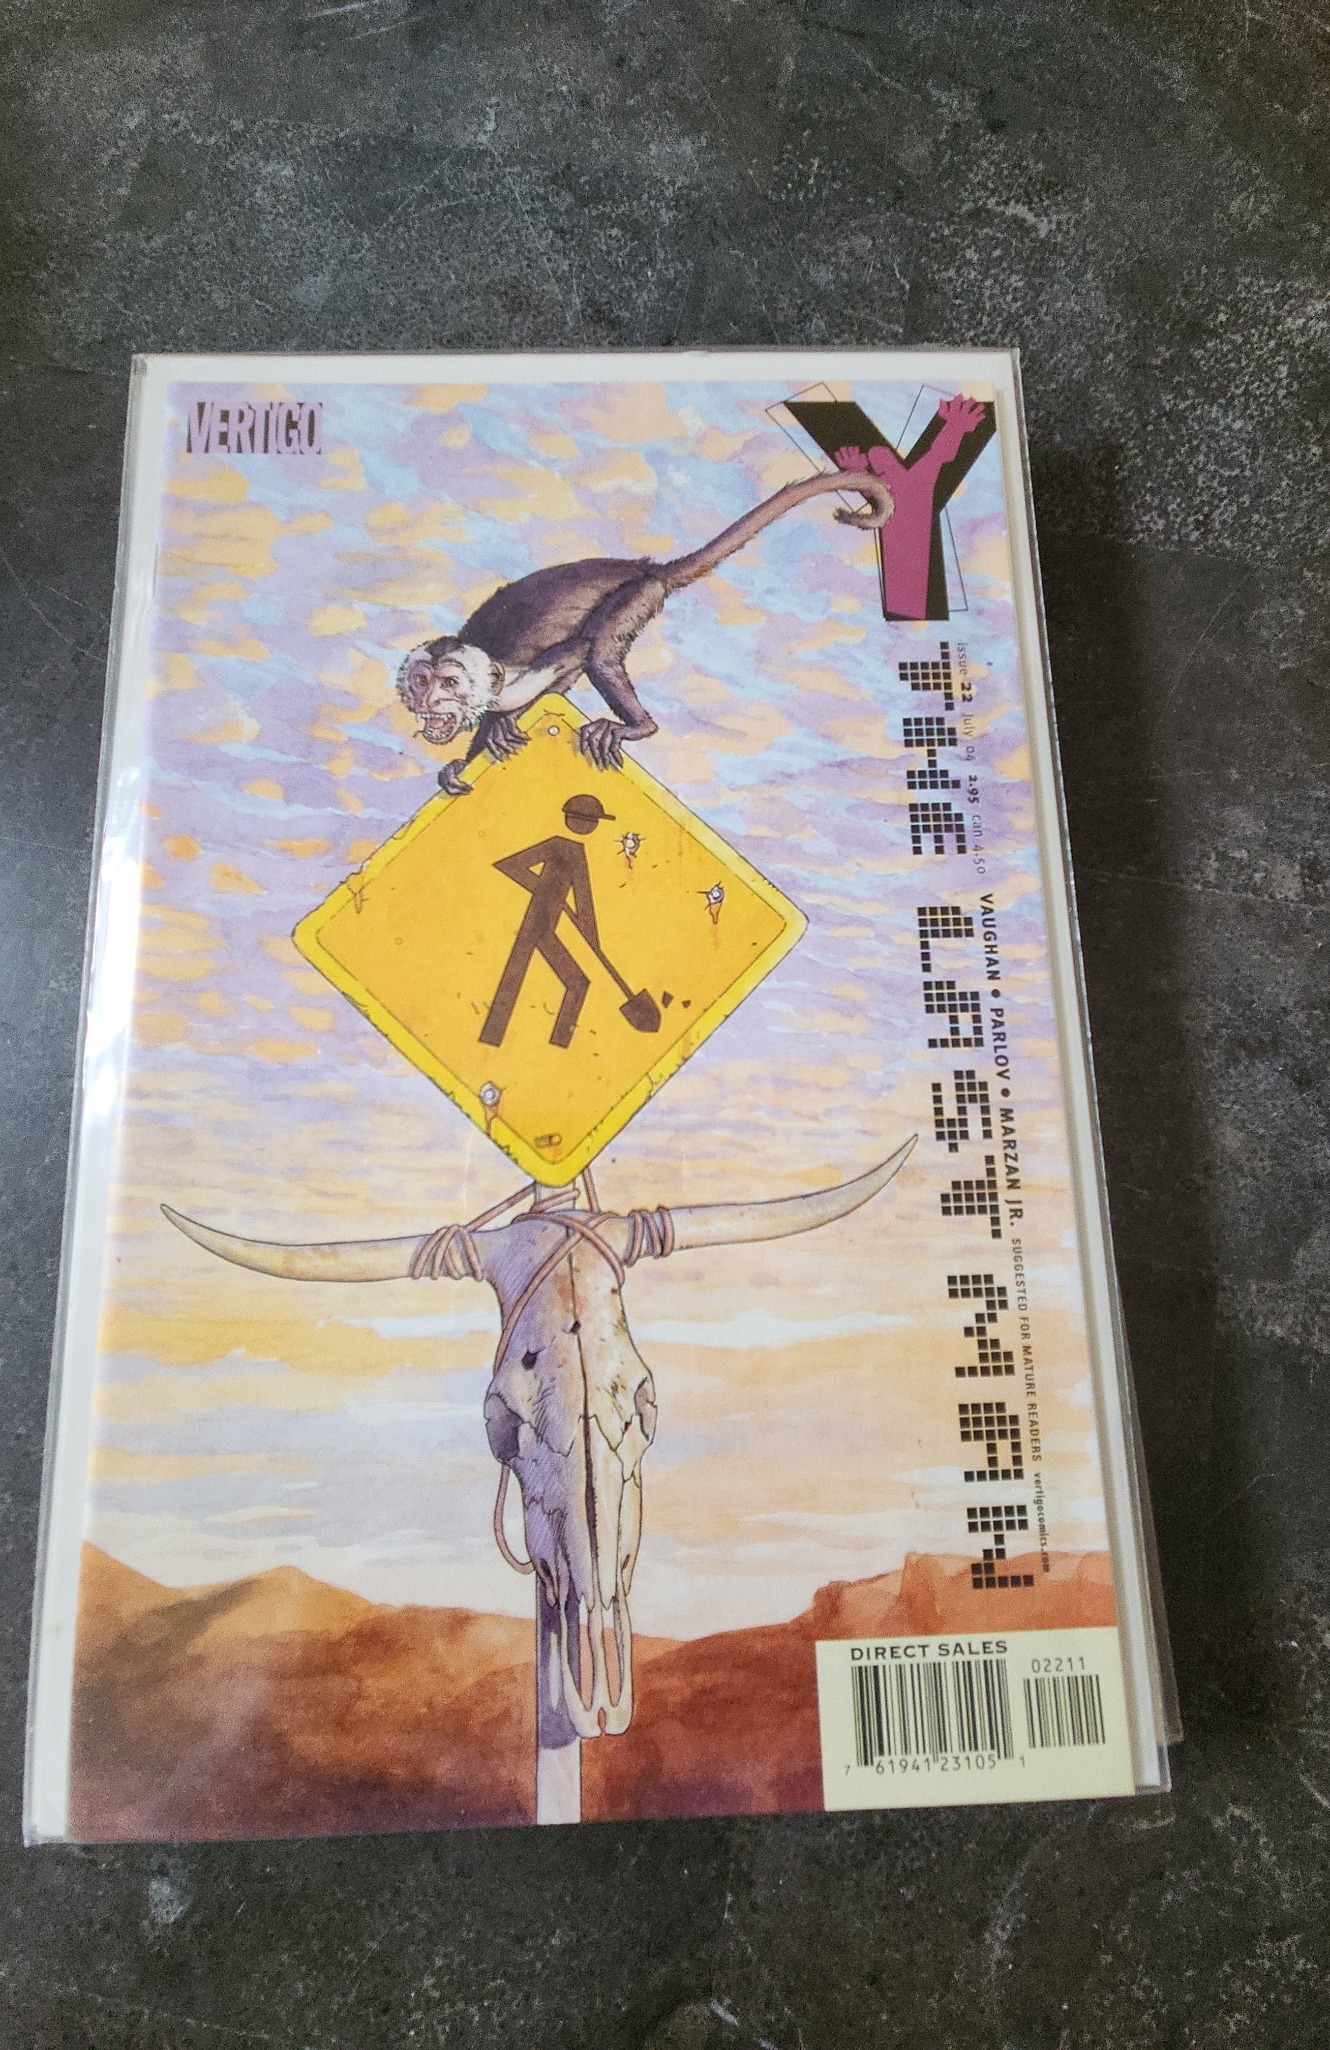 VERTIGO
Y
THE LAST MAN
issue 22 July 04 2.95 can 4.50
VAUGHAN • PARLOV • MARZAN JR.
SUGGESTED FOR MATURE READERS
vertigocomics.com
DIRECT SALES
02211
7 61941 23105 1